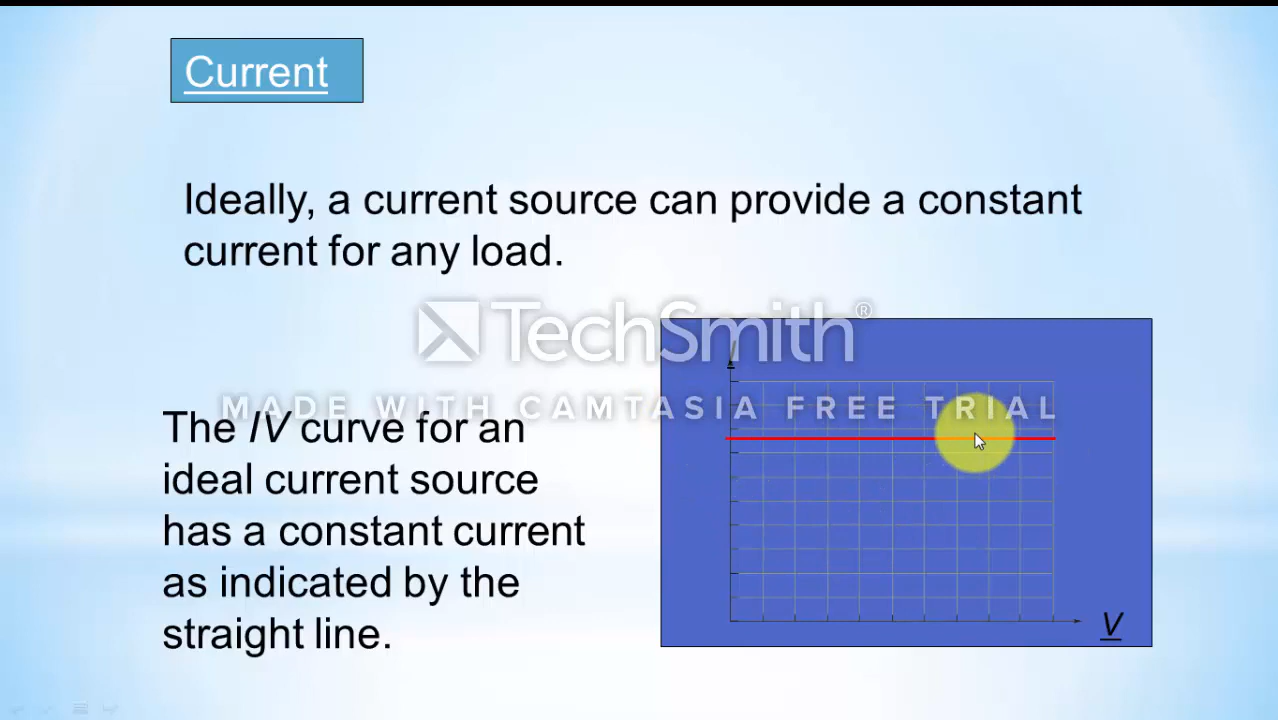 Current
Ideally, a current source can provide a constant
current for any load.
TechSmith®
MADE WITH CAMTASIA FREE TRIAL
The IV curve for an
ideal current source
has a constant current
as indicated by the
straight line.
I
V